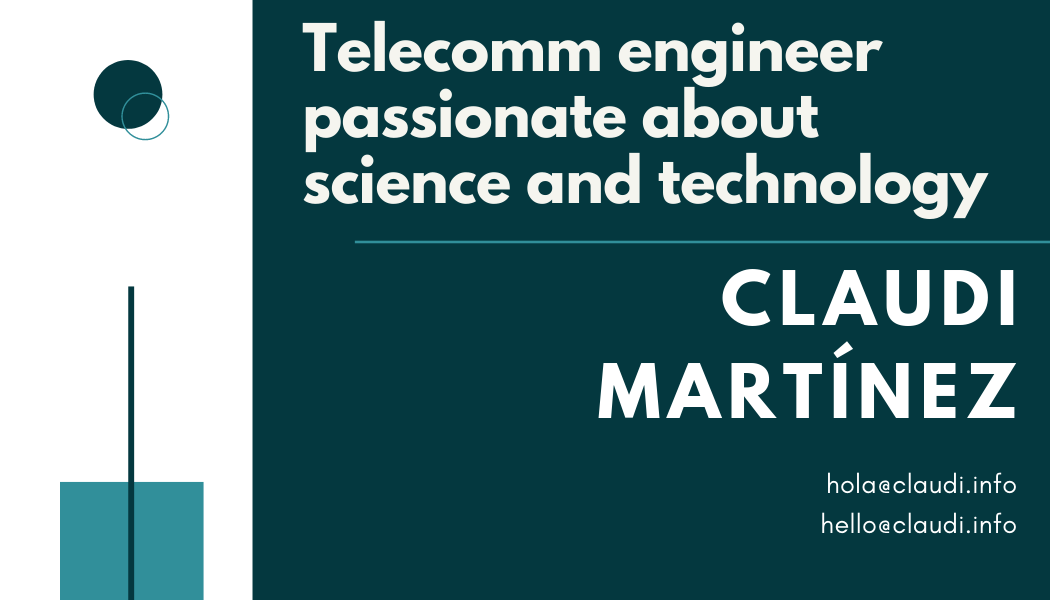 Telecomm engineer
passionate about
science and technology
CLAUDI
MARTÍNEZ
hola@claudi.info
hello@claudi.info